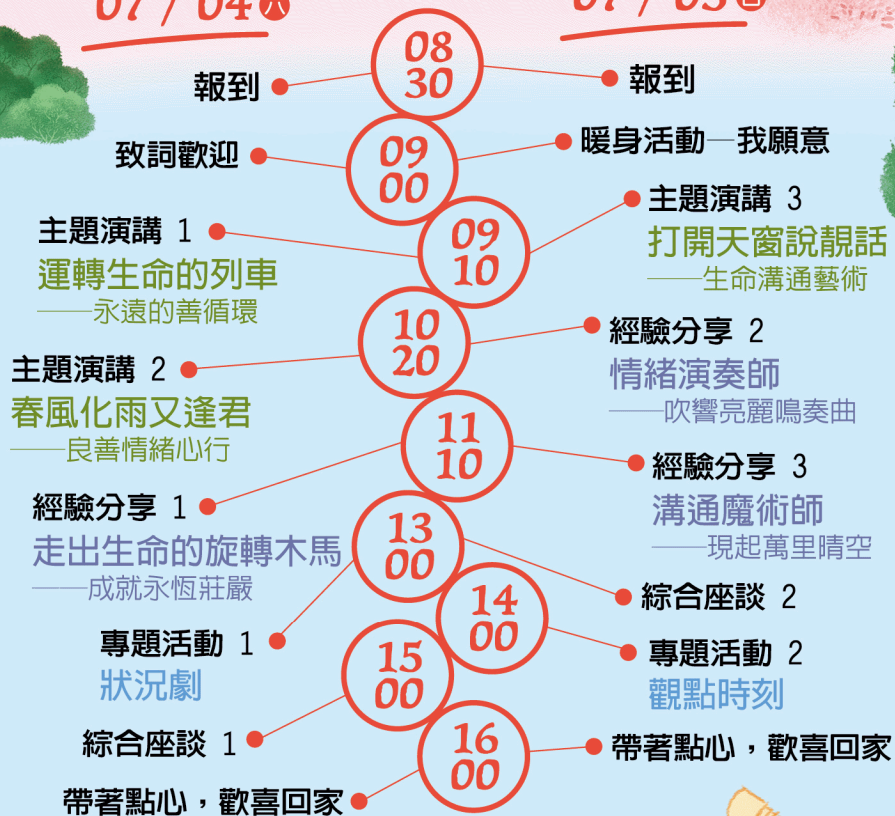 07 / 04 六
07 / 05 日
08
30
報到
報到
09
00
致詞歡迎
暖身活動—我願意
09
10
主題演講 1
運轉生命的列車
——永遠的善循環
主題演講 3
打開天窗說靚話
——生命溝通藝術
10
20
主題演講 2
春風化雨又逢君
——良善情緒心行
經驗分享 2
情緒演奏師
——吹響亮麗鳴奏曲
11
10
經驗分享 1
走出生命的旋轉木馬
——成就永恆莊嚴
經驗分享 3
溝通魔術師
——現起萬里晴空
13
00
專題活動 1
狀況劇
綜合座談 2
14
00
專題活動 2
觀點時刻
15
00
綜合座談 1
16
00
帶著點心，歡喜回家
帶著點心，歡喜回家